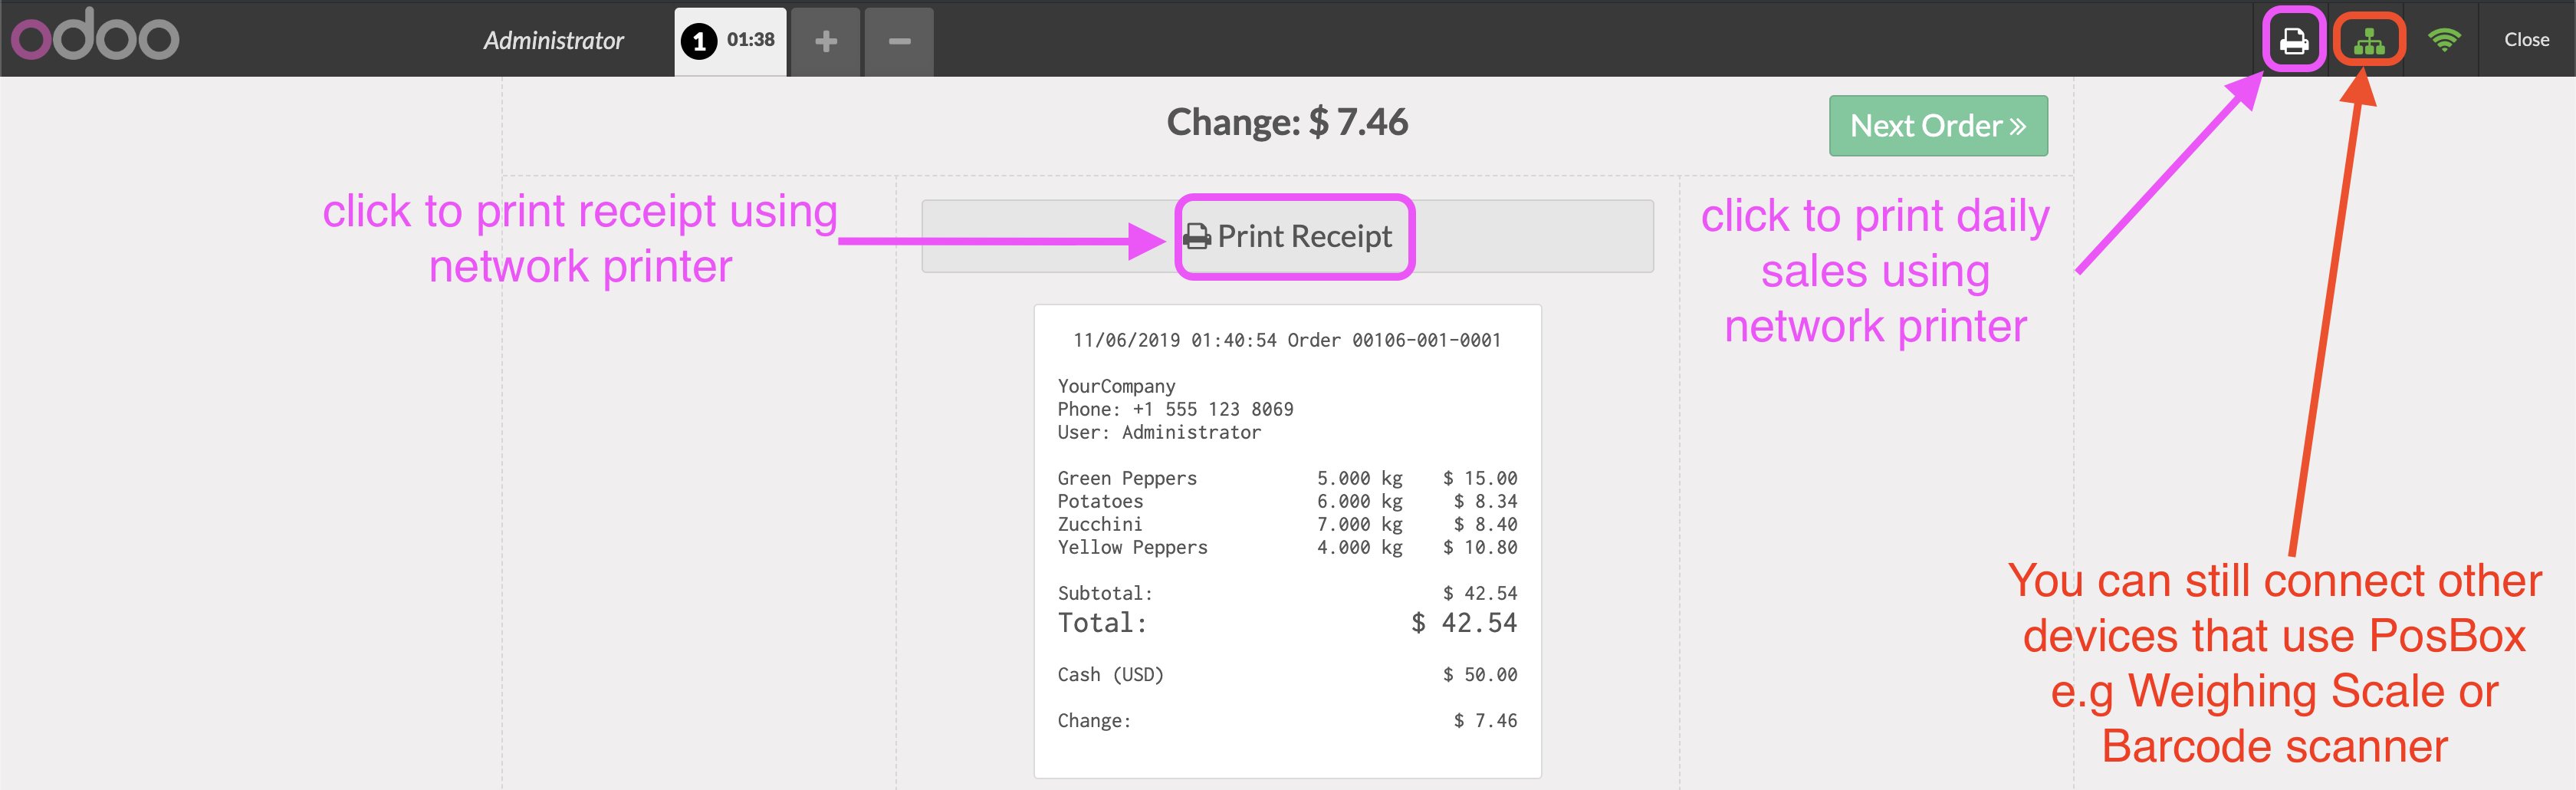 odoo
Administrator
1 01:38
Close
Change: $ 7.46
Next Order
click to print receipt using
network printer
Print Receipt
click to print daily
sales using
network printer
11/06/2019 01:40:54 Order 00106-001-0001
YourCompany
Phone: +1 555 123 8069
User: Administrator
Green Peppers 5.000 kg $ 15.00
Potatoes 6.000 kg $ 8.34
Zucchini 7.000 kg $ 8.40
Yellow Peppers 4.000 kg $ 10.80
Subtotal: $ 42.54
Total: $ 42.54
Cash (USD) $ 50.00
Change: $ 7.46
You can still connect other
devices that use PosBox
e.g Weighing Scale or
Barcode scanner